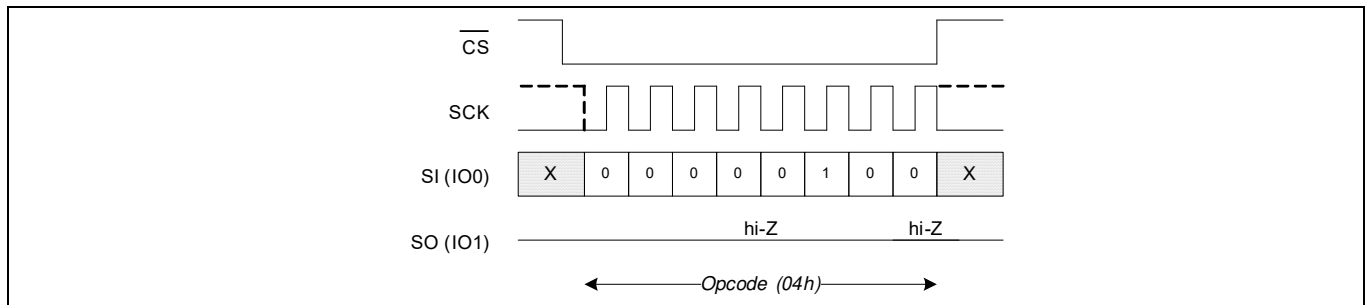 CS
SCK
SI (IO0) X 0 0 0 0 0 1 0 0 X
SO (IO1) hi-Z hi-Z
Opcode (04h)